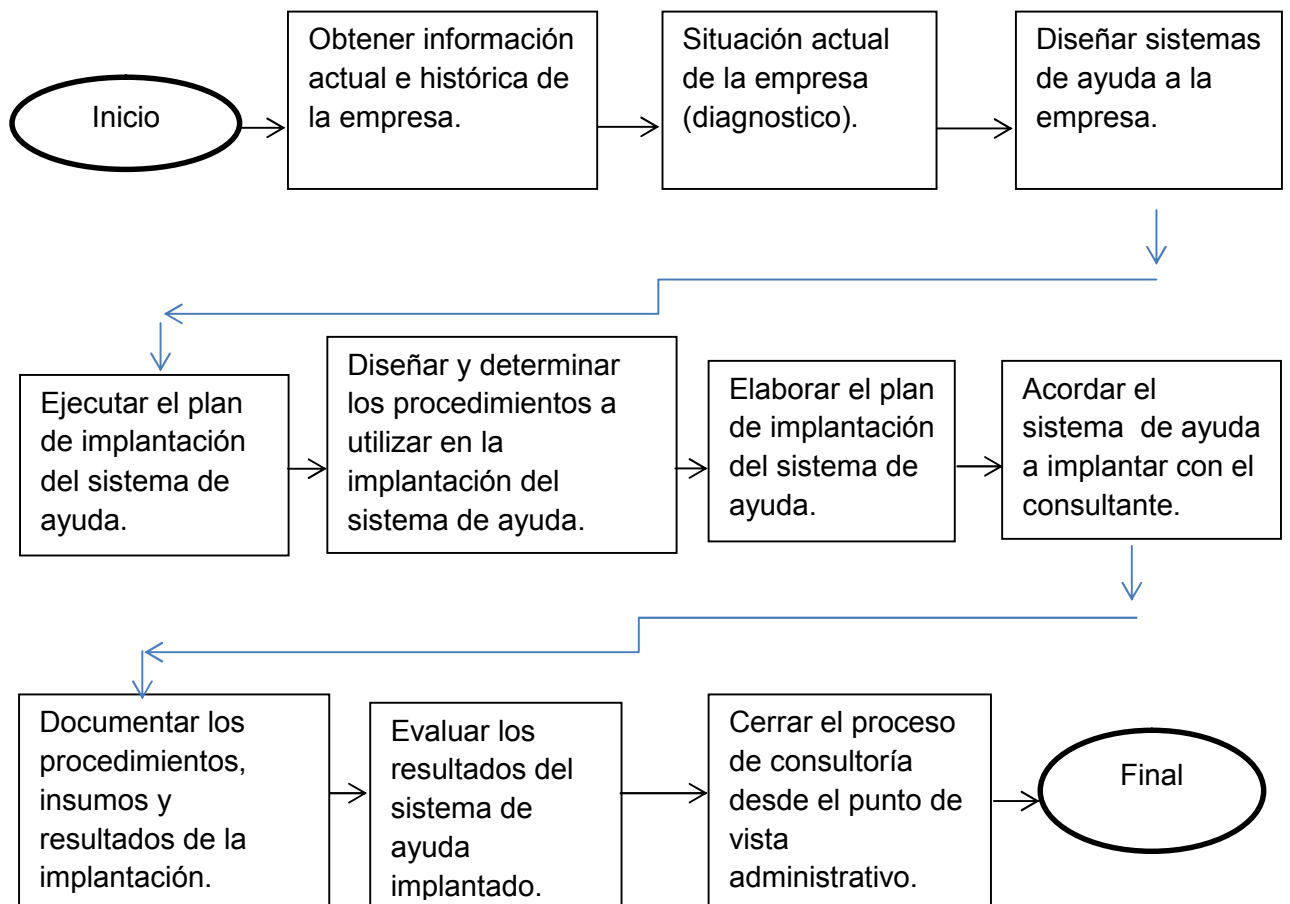 Inicio
Obtener información
actual e histórica de
la empresa.
Situación actual
de la empresa
(diagnostico).
Diseñar sistemas
de ayuda a la
empresa.
Ejecutar el plan
de implantación
del sistema de
ayuda.
Diseñar y determinar
los procedimientos a
utilizar en la
implantación del
sistema de ayuda.
Elaborar el plan
de implantación
del sistema de
ayuda.
Acordar el
sistema  de ayuda
a implantar con el
consultante.
Documentar los
procedimientos,
insumos y
resultados de la
implantación.
Evaluar los
resultados del
sistema de
ayuda
implantado.
Cerrar el proceso
de consultoría
desde el punto de
vista
administrativo.
Final